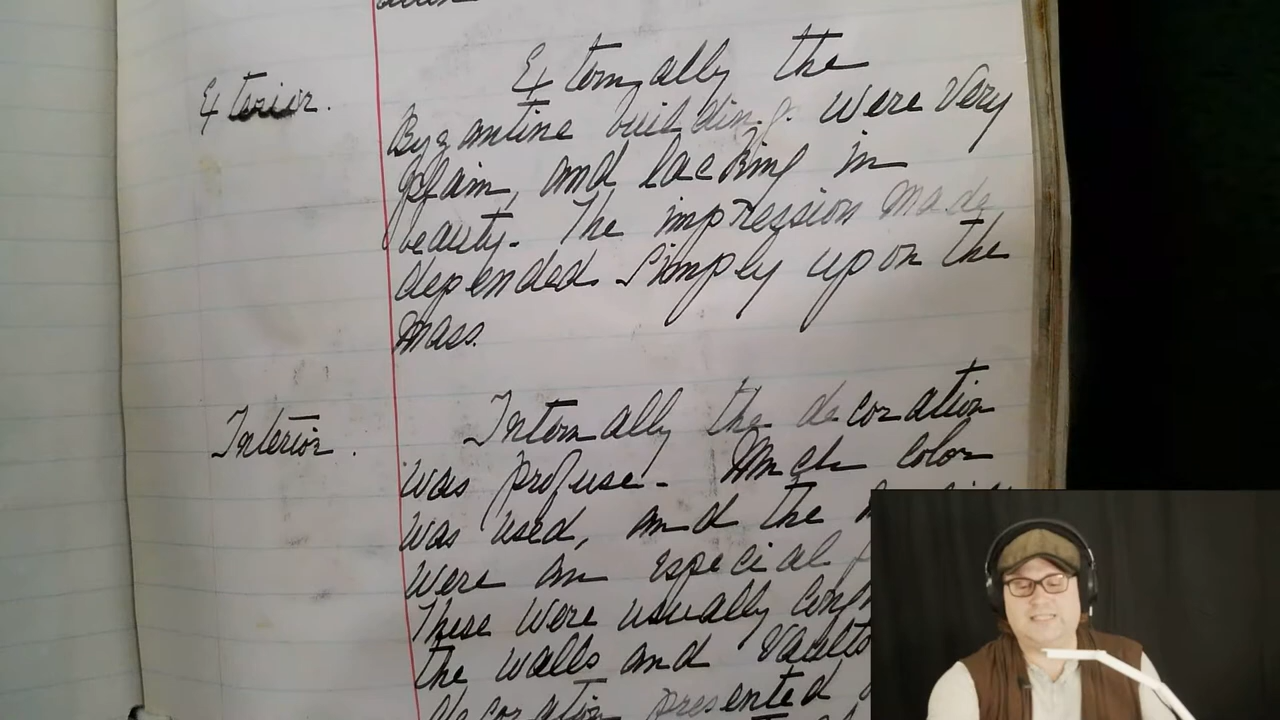 Exterior.
Externally the
Byzantine buildings were very
plain, and lacking in
beauty. The impression made
depended simply upon the
mass.
Interior.
Internally the decoration
was profuse. Much color
was used, and the
were an especial
These were usually
the walls and vaults
decoration presented